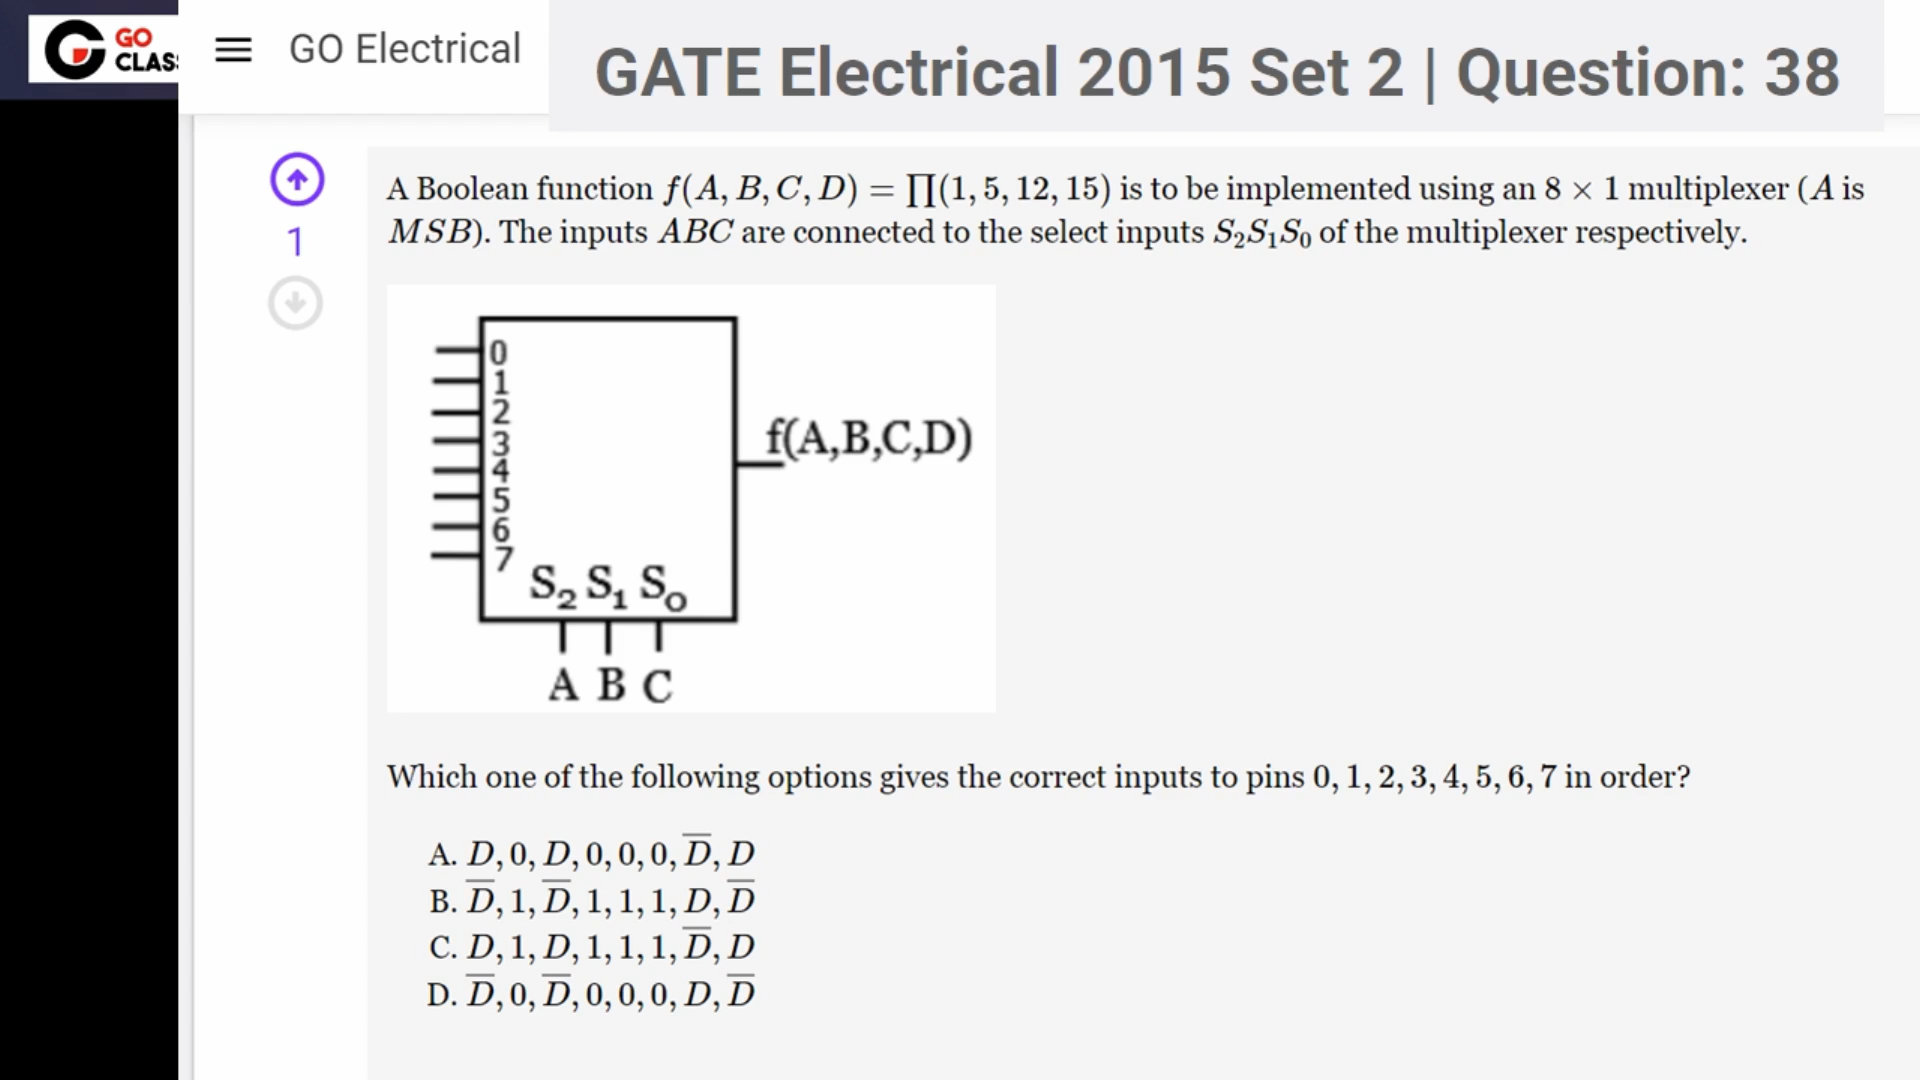 GO
CLAS
GO Electrical
GATE Electrical 2015 Set 2 | Question: 38
1
A Boolean function f(A, B, C, D) = ∏(1, 5, 12, 15) is to be implemented using an 8 × 1 multiplexer (A is
MSB). The inputs ABC are connected to the select inputs S₂S₁S₀ of the multiplexer respectively.
0
1
2
3
4
5
6
7
f(A,B,C,D)
S₂ S₁ S₀
A B C
Which one of the following options gives the correct inputs to pins 0, 1, 2, 3, 4, 5, 6, 7 in order?
A. D, 0, D, 0, 0, 0, D̅, D
B. D̅, 1, D̅, 1, 1, 1, D, D̅
C. D, 1, D, 1, 1, 1, D̅, D
D. D̅, 0, D̅, 0, 0, 0, D, D̅